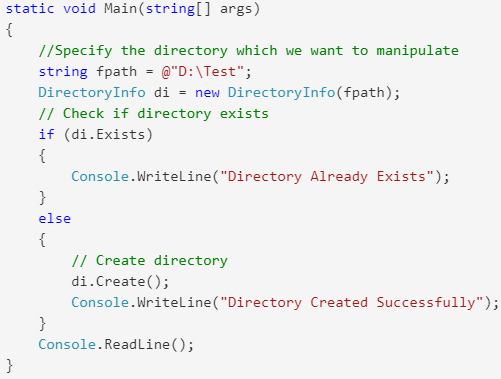 static void Main(string[] args)
{
    //Specify the directory which we want to manipulate
    string fpath = @"D:\Test";
    DirectoryInfo di = new DirectoryInfo(fpath);
    // Check if directory exists
    if (di.Exists)
    {
        Console.WriteLine("Directory Already Exists");
    }
    else
    {
        // Create directory
        di.Create();
        Console.WriteLine("Directory Created Successfully");
    }
    Console.ReadLine();
}